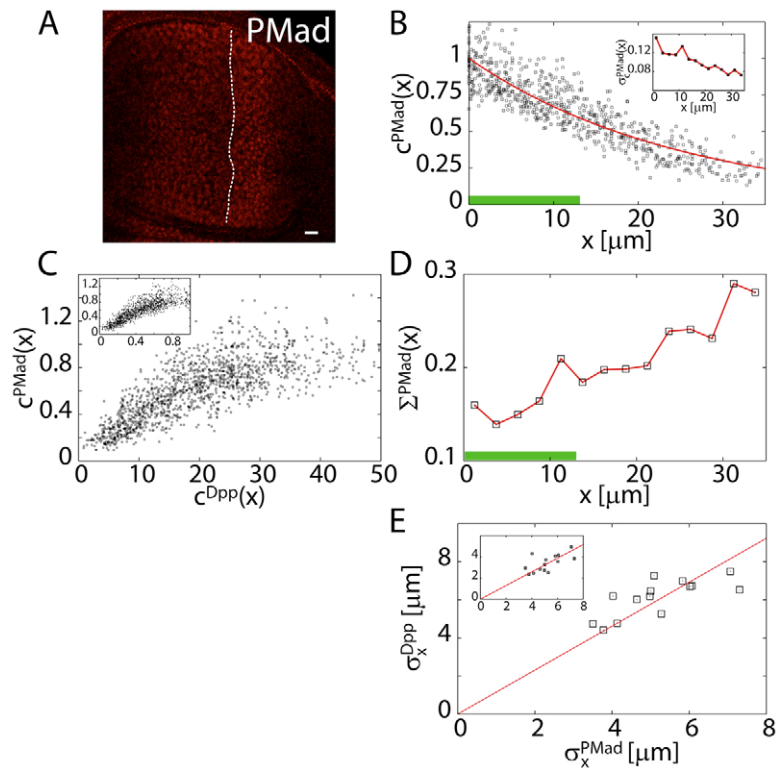 A
PMad
B
c^PMad(x)
1
0.75
0.5
0.25
0
0 10 20 30
x [μm]
σ_c^PMad(x)
0.12
0.08
0 10 20 30
x [μm]
C
c^PMad(x)
1.2
0.8
0.4
0
0 10 20 30 40 50
c^Dpp(x)
1.2
0.8
0.4
0
0 0.4 0.8
D
Σ^PMad(x)
0.3
0.2
0.1
0 10 20 30
x [μm]
E
σ_x^Dpp [μm]
8
6
4
2
0
0 2 4 6 8
σ_x^PMad [μm]
4
2
0
0 2 4 6 8